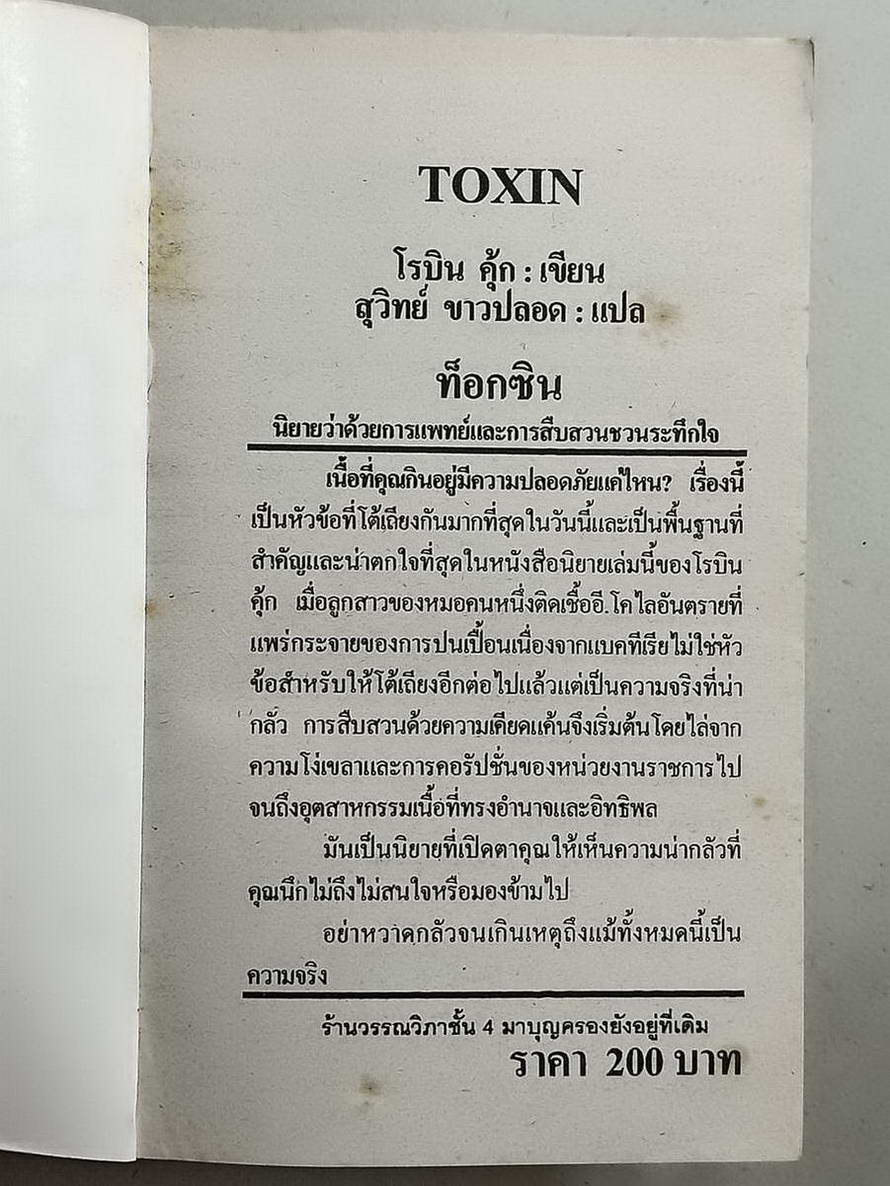 TOXIN
โรบิน คุ้ก : เขียน
สุวิทย์ ขาวปลอด : แปล
ท็อกซิน
นิยายว่าด้วยการแพทย์และการสืบสวนชวนระทึกใจ
เนื้อที่คุณกินอยู่มีความปลอดภัยแค่ไหน? เรื่องนี้
เป็นหัวข้อที่โต้เถียงกันมากที่สุดในวันนี้และเป็นพื้นฐานที่
สำคัญและน่าตกใจที่สุดในหนังสือนิยายเล่มนี้ของโรบิน
คุ้ก เมื่อลูกสาวของหมอคนหนึ่งติดเชื้ออี.โคไลอันตรายที่
แพร่กระจายของการปนเปื้อนเนื่องจากแบคทีเรียไม่ใช่หัว
ข้อสำหรับให้โต้เถียงอีกต่อไปแล้วแต่เป็นความจริงที่น่า
กลัว การสืบสวนด้วยความเคียดแค้นจึงเริ่มต้นโดยไล่จาก
ความโง่เขลาและการคอรัปชั่นของหน่วยงานราชการไป
จนถึงอุตสาหกรรมเนื้อที่ทรงอำนาจและอิทธิพล
มันเป็นนิยายที่เปิดตาคุณให้เห็นความน่ากลัวที่
คุณนึกไม่ถึงไม่สนใจหรือมองข้ามไป
อย่าหวาดกลัวจนเกินเหตุถึงแม้ทั้งหมดนี้เป็น
ความจริง
ร้านวรรณวิภาชั้น 4 มาบุญครองยังอยู่ที่เดิม
ราคา 200 บาท